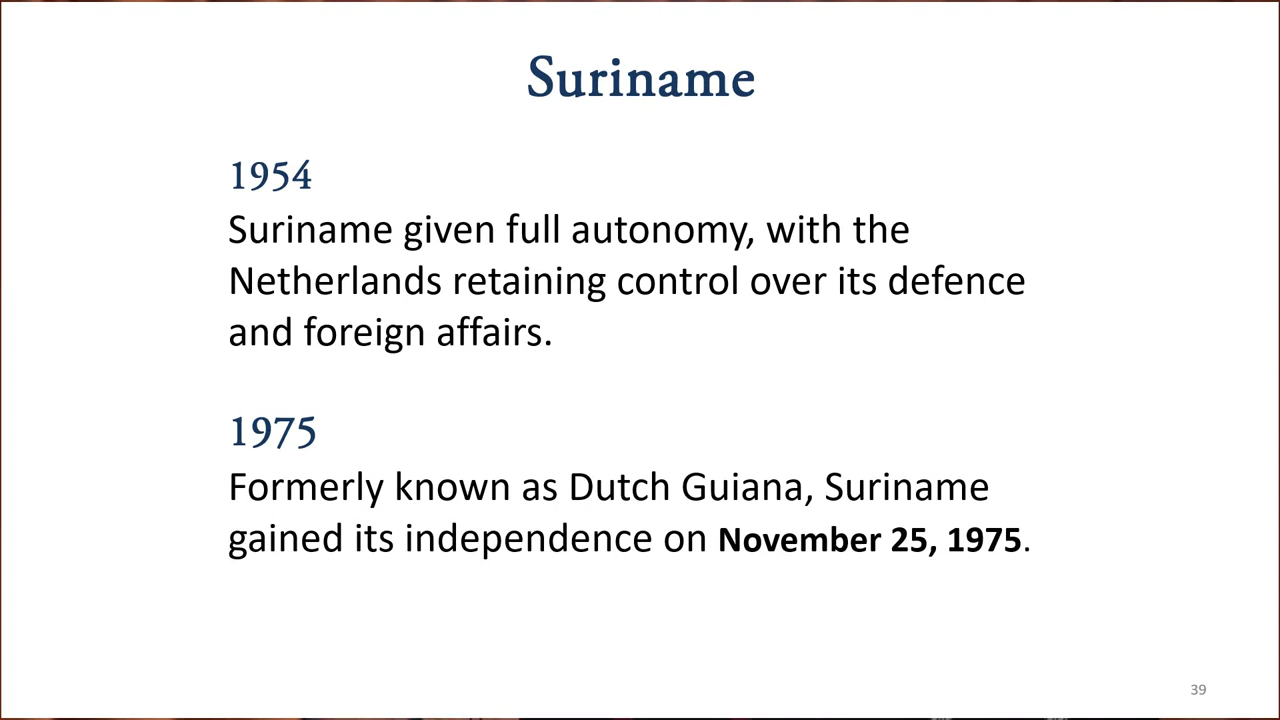 Suriname
1954
Suriname given full autonomy, with the
Netherlands retaining control over its defence
and foreign affairs.
1975
Formerly known as Dutch Guiana, Suriname
gained its independence on November 25, 1975.
39